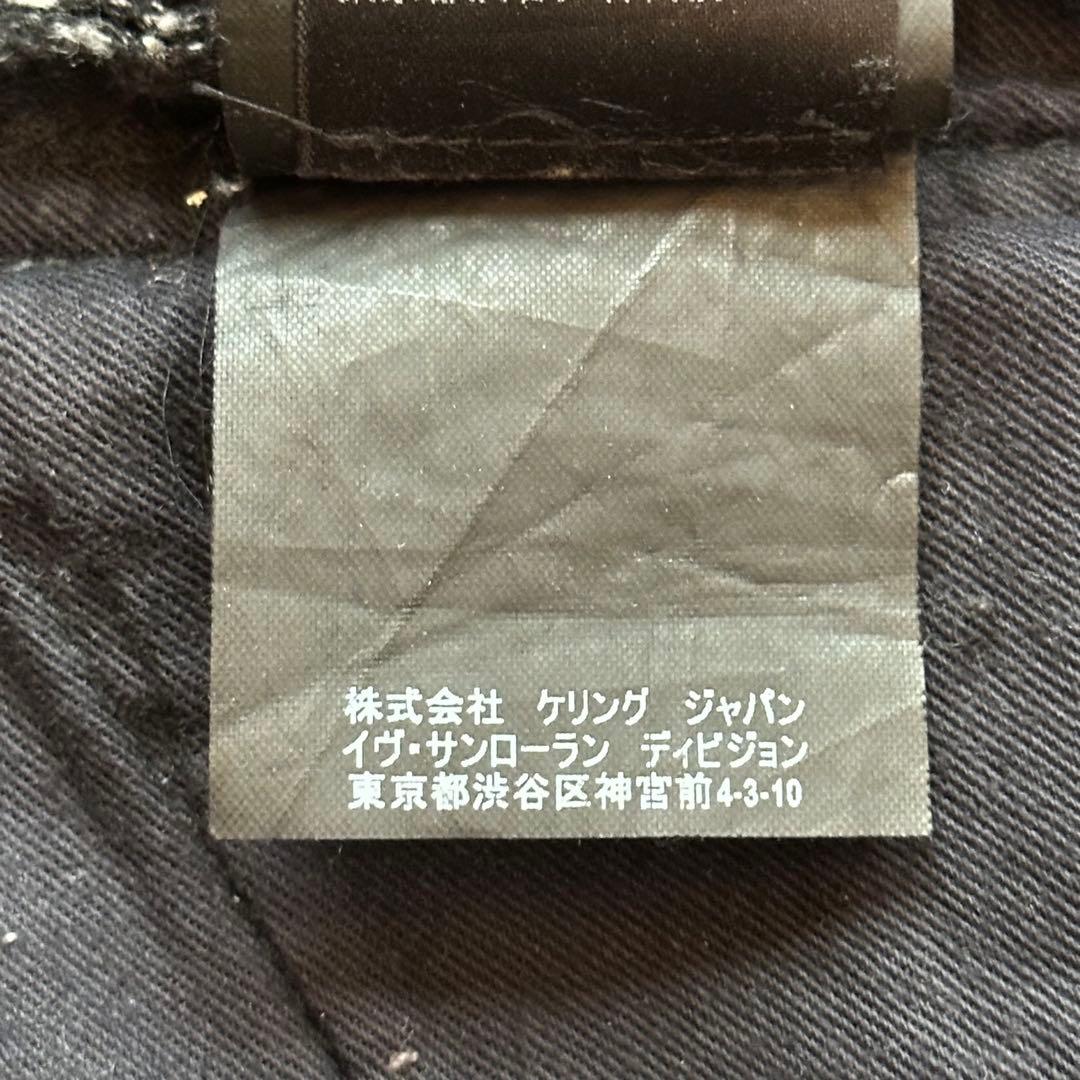 株式会社 ケリング ジャパン
イヴ・サンローラン ディビジョン
東京都渋谷区神宮前4-3-10